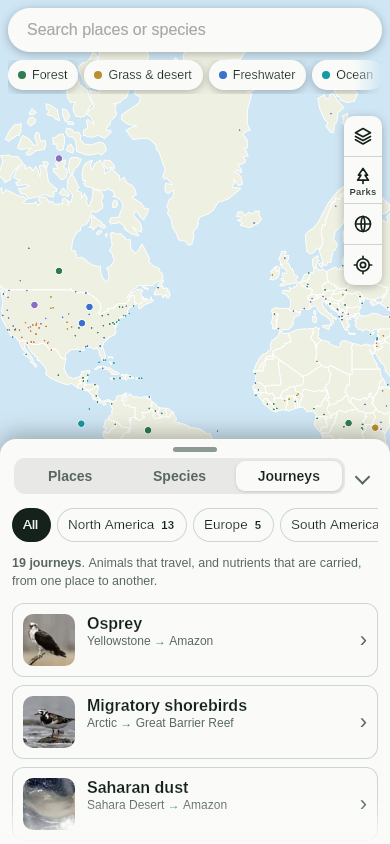 Search places or species
Forest
Grass & desert
Freshwater
Ocean
Parks
Places
Species
Journeys
All
North America 13
Europe 5
South America
19 journeys. Animals that travel, and nutrients that are carried,
from one place to another.
Osprey
Yellowstone → Amazon
Migratory shorebirds
Arctic → Great Barrier Reef
Saharan dust
Sahara Desert → Amazon